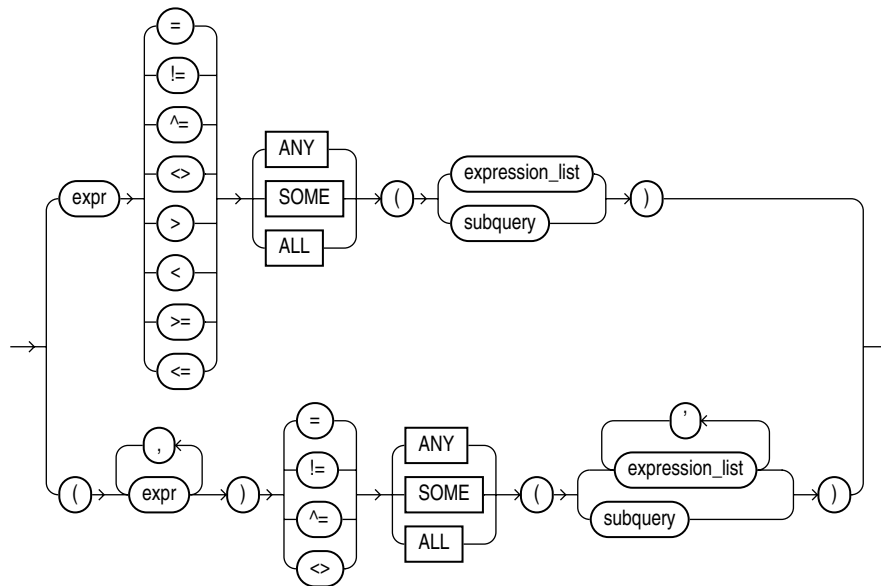 =
!=
^=
<>
>
<
>=
<=
expr
ANY
SOME
ALL
(
expression_list
subquery
)
(
,
expr
)
=
!=
^=
<>
ANY
SOME
ALL
(
,
expression_list
subquery
)